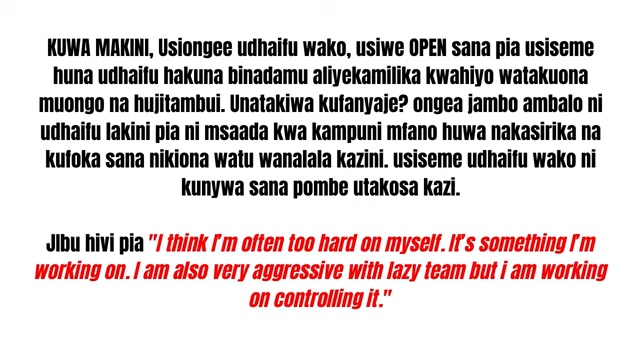 KUWA MAKINI, Usiongee udhaifu wako, usiwe OPEN sana pia usiseme
huna udhaifu hakuna binadamu aliyekamilika kwahiyo watakuona
muongo na hujitambui. Unatakiwa kufanyaje? ongea jambo ambalo ni
udhaifu lakini pia ni msaada kwa kampuni mfano huwa nakasirika na
kufoka sana nikiona watu wanalala kazini. usiseme udhaifu wako ni
kunywa sana pombe utakosa kazi.
JIbu hivi pia "I think I'm often too hard on myself. It's something I'm
working on. I am also very aggressive with lazy team but i am working
on controlling it."